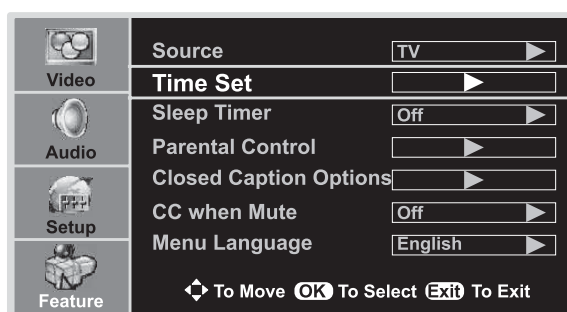 Video
Audio
Setup
Feature
Source TV
Time Set
Sleep Timer Off
Parental Control
Closed Caption Options
CC when Mute Off
Menu Language English
To Move OK To Select Exit To Exit